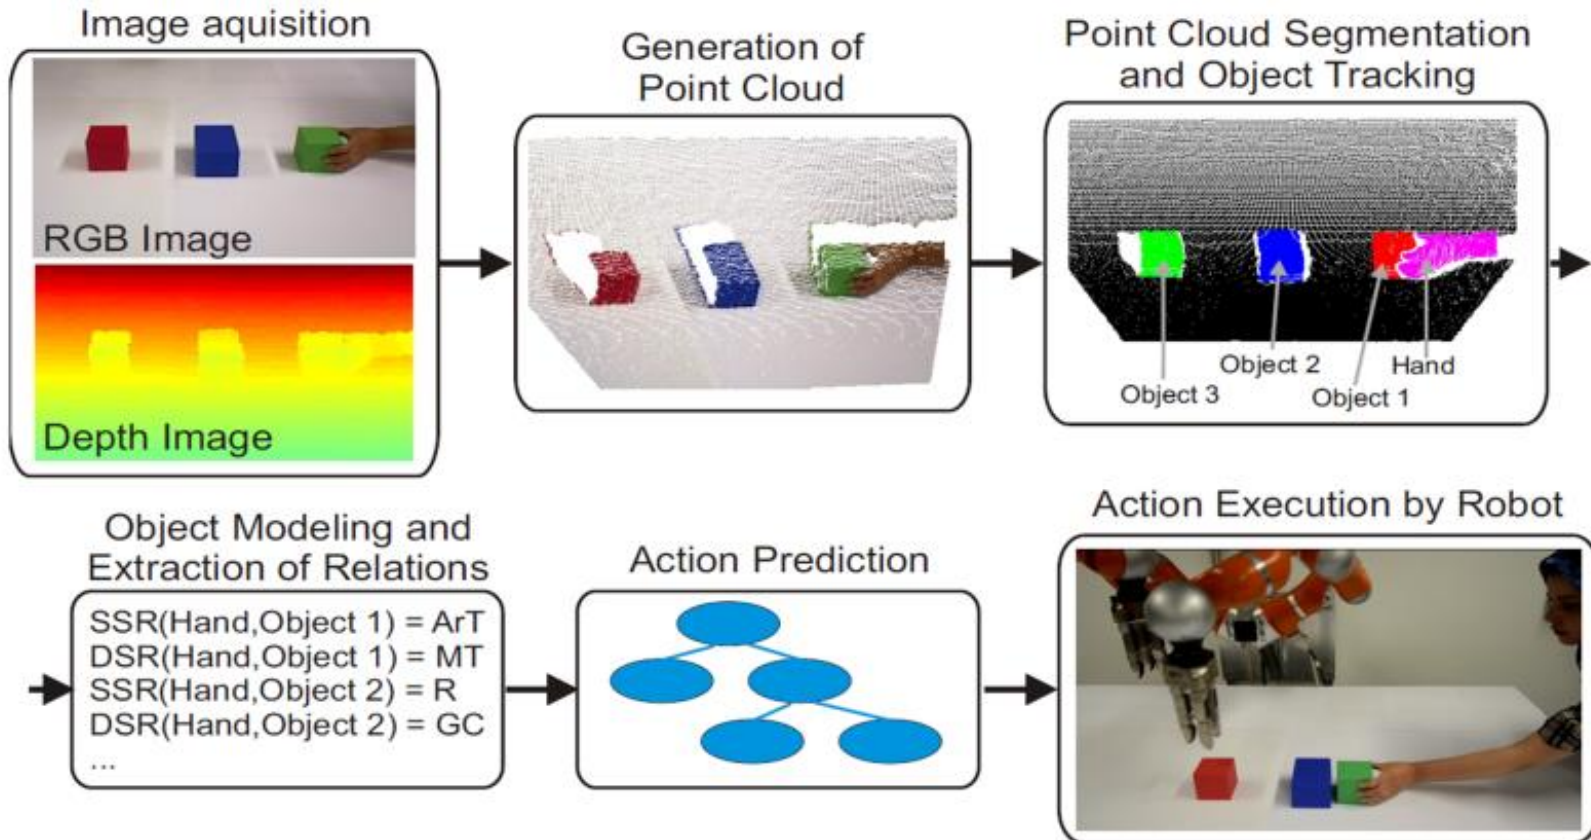 Image aquisition
RGB Image
Depth Image
Generation of
Point Cloud
Point Cloud Segmentation
and Object Tracking
Object 3
Object 2
Object 1
Hand
Object Modeling and
Extraction of Relations
SSR(Hand,Object 1) = ArT
DSR(Hand,Object 1) = MT
SSR(Hand,Object 2) = R
DSR(Hand,Object 2) = GC
...
Action Prediction
Action Execution by Robot